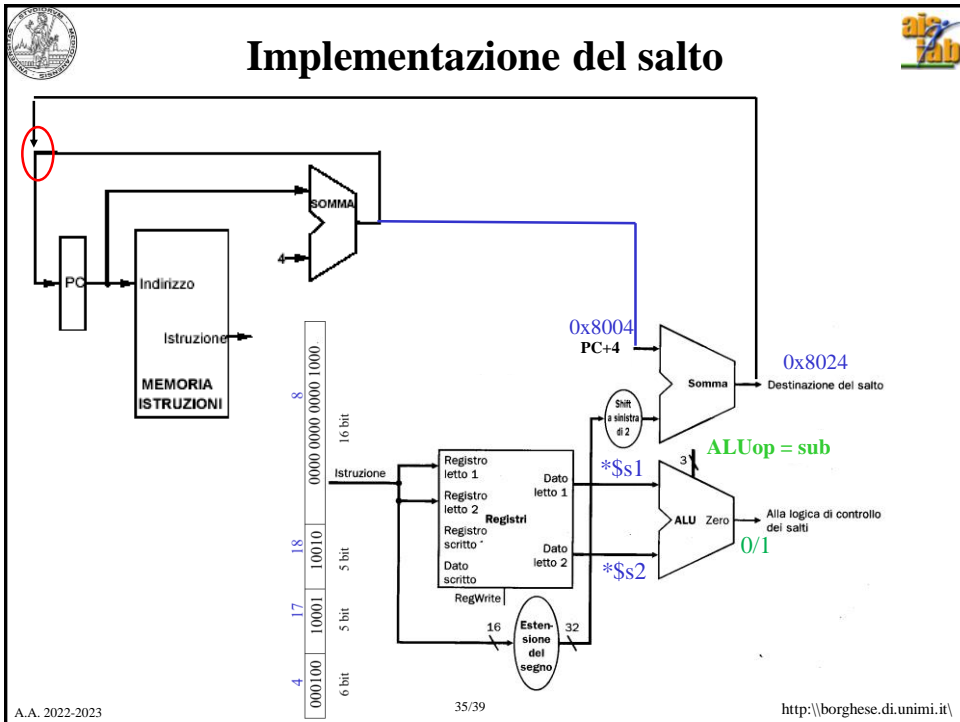 Implementazione del salto
SOMMA
4
PC
Indirizzo
Istruzione
MEMORIA
ISTRUZIONI
0x8004
PC+4
Somma
0x8024
Destinazione del salto
Shift
a sinistra
di 2
ALUop = sub
3
*$s1
Istruzione
Registro
letto 1
Registro
letto 2
Registri
Registro
scritto
Dato
scritto
Dato
letto 1
Dato
letto 2
RegWrite
ALU Zero
Alla logica di controllo
dei salti
0/1
*$s2
16
Esten-
sione
del
segno
32
8
0000 0000 0000 1000
16 bit
18
10010
5 bit
17
10001
5 bit
4
000100
6 bit
A.A. 2022-2023
35/39
http:\\borghese.di.unimi.it\
ais
lab